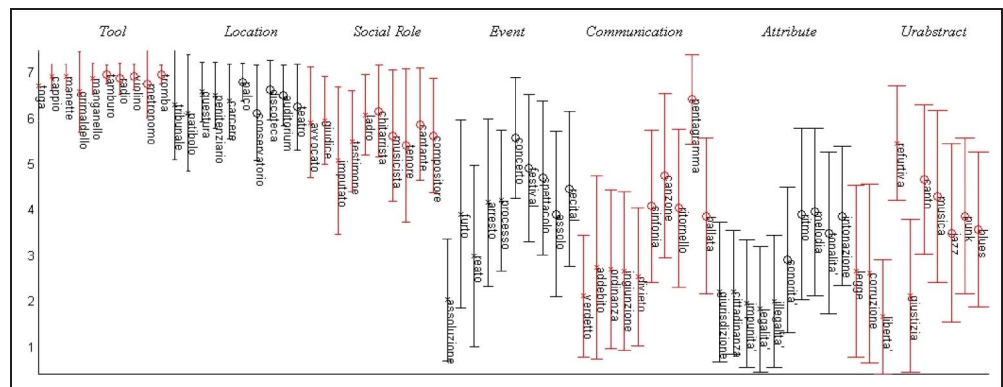 Tool Location Social Role Event Communication Attribute Urabstract
7
6
5
4
3
2
1
toga
cappio
manette
grimaldello
manganello
tamburo
radio
violino
metronomo
tromba
tribunale
patibolo
questura
penitenziario
carcere
palco
conservatorio
discoteca
auditorium
teatro
avvocato
giudice
imputato
testimone
ladro
chitarrista
musicista
tenore
cantante
compositore
assoluzione
furto
reato
arresto
processo
concerto
festival
spettacolo
assolo
recital
verdetto
addebito
ordinanza
ingiunzione
divieto
sinfonia
canzone
ritornello
pentagramma
ballata
giurisdizione
cittadinanza
impunita'
legalita'
illegalita'
sonorita'
ritmo
melodia
tonalita'
intonazione
legge
corruzione
liberta'
refurtiva
giustizia
canto
musica
jazz
punk
blues